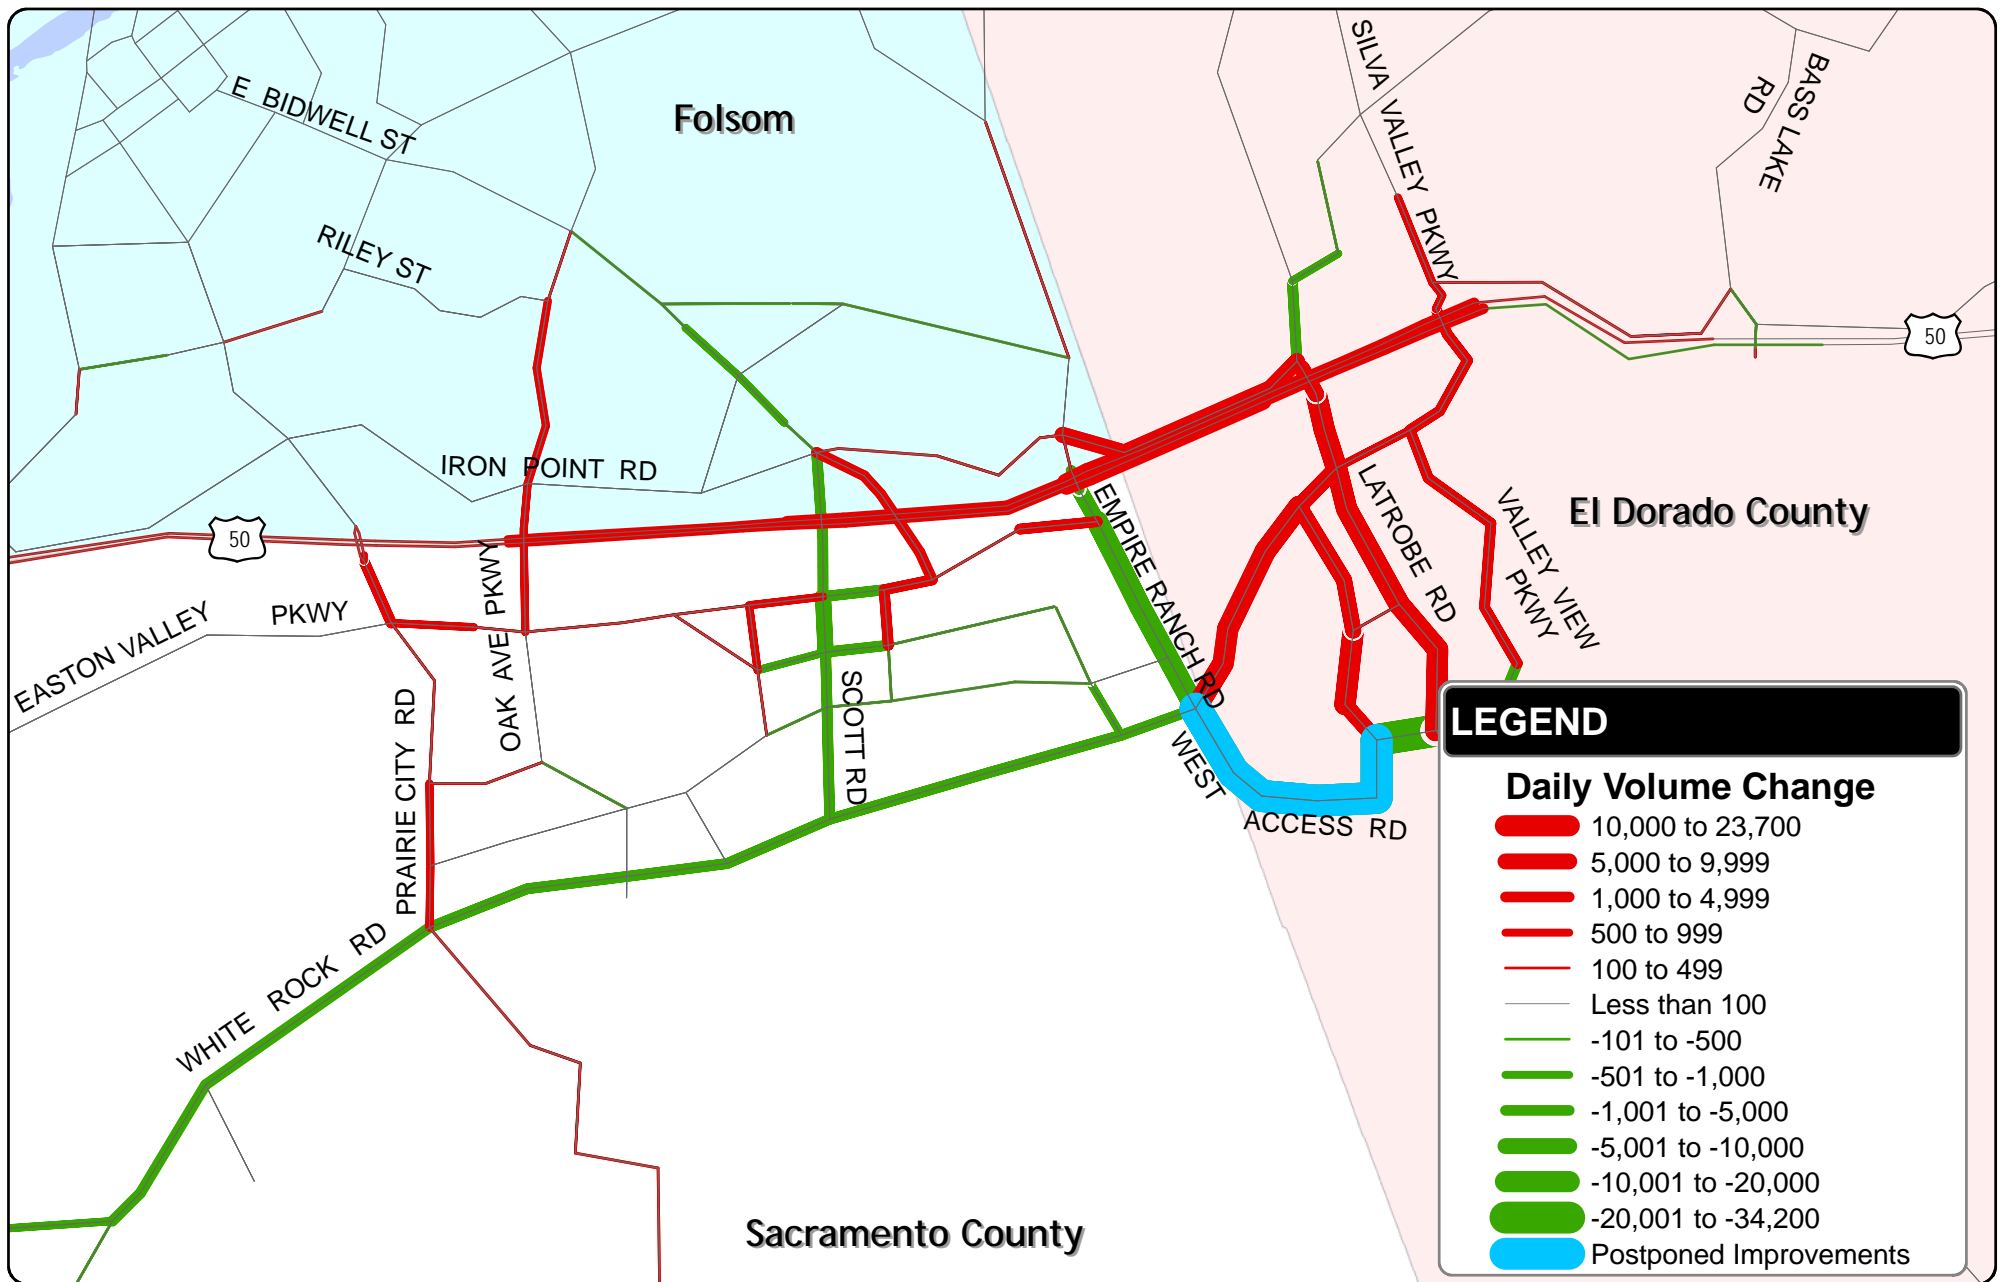 E BIDWELL ST
Folsom
SILVA VALLEY PKWY
BASS LAKE
RD
RILEY ST
50
IRON POINT RD
50
EMPIRE RANCH RD
LATROBE RD
VALLEY VIEW
PKWY
El Dorado County
EASTON VALLEY PKWY
OAK AVE PKWY
PRAIRIE CITY RD
SCOTT RD
WEST
ACCESS RD
WHITE ROCK RD
Sacramento County
LEGEND
Daily Volume Change
10,000 to 23,700
5,000 to 9,999
1,000 to 4,999
500 to 999
100 to 499
Less than 100
-101 to -500
-501 to -1,000
-1,001 to -5,000
-5,001 to -10,000
-10,001 to -20,000
-20,001 to -34,200
Postponed Improvements